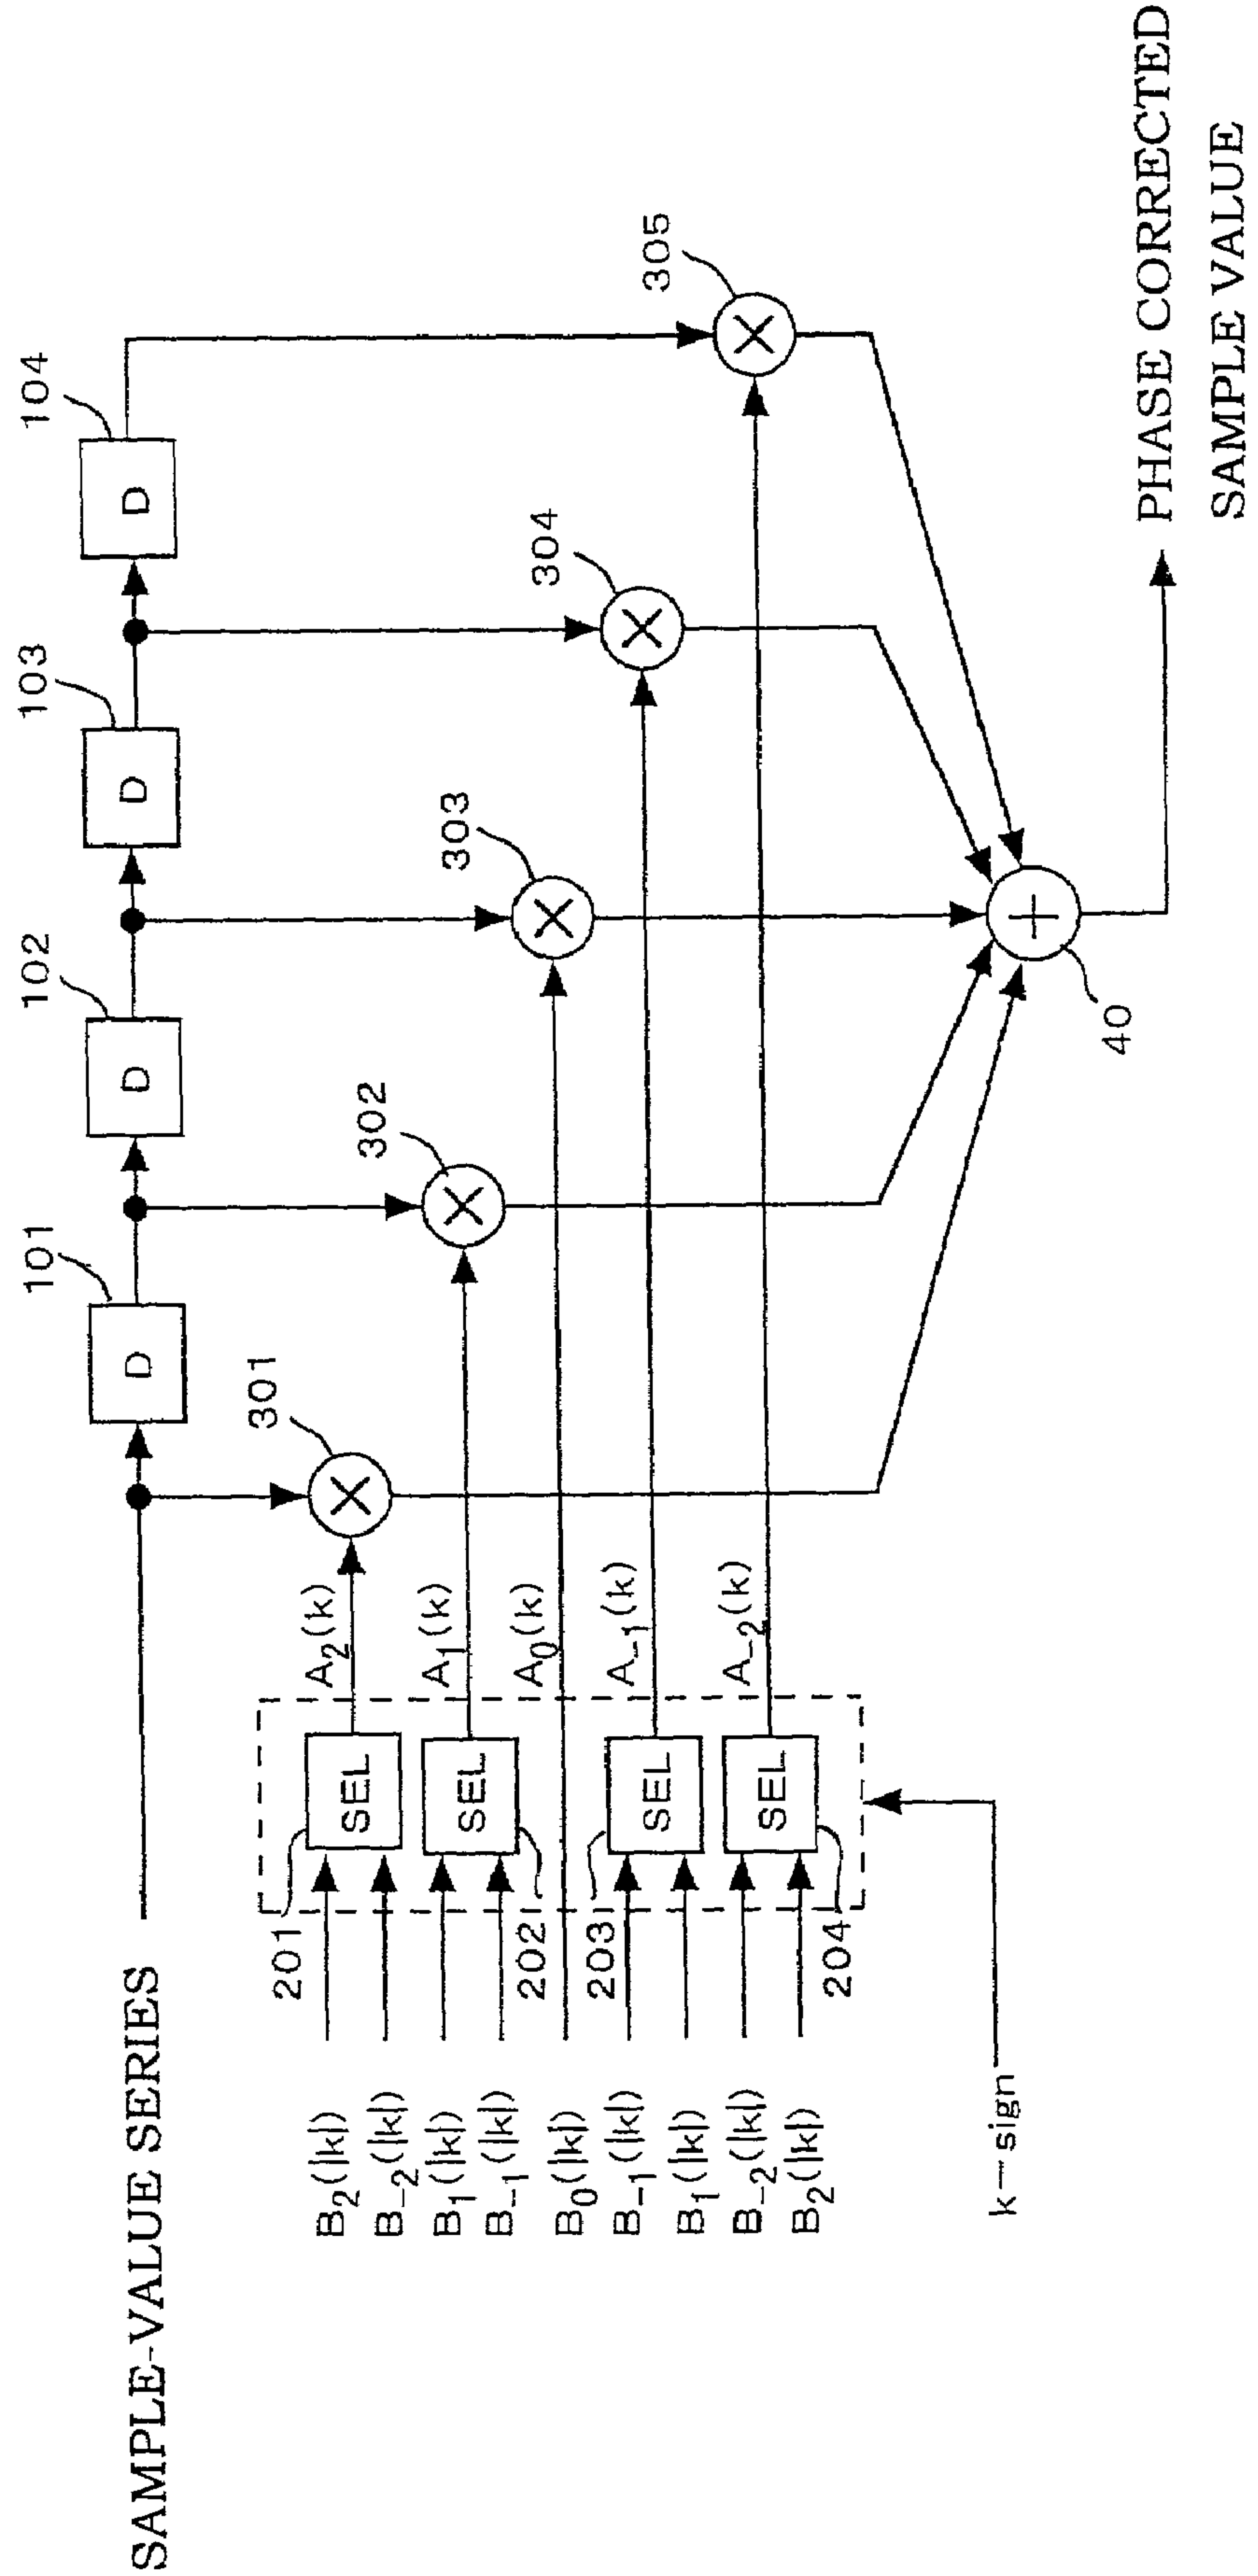 101
102
103
104
D
D
D
D
SAMPLE-VALUE SERIES
301
302
303
304
305
×
×
×
×
×
B2(|k|)
B-2(|k|)
B1(|k|)
B-1(|k|)
B0(|k|)
B-1(|k|)
B1(|k|)
B-2(|k|)
B2(|k|)
201
SEL
A2(k)
202
SEL
A1(k)
A0(k)
203
SEL
A-1(k)
204
SEL
A-2(k)
k-sign
+
40
PHASE CORRECTED
SAMPLE VALUE